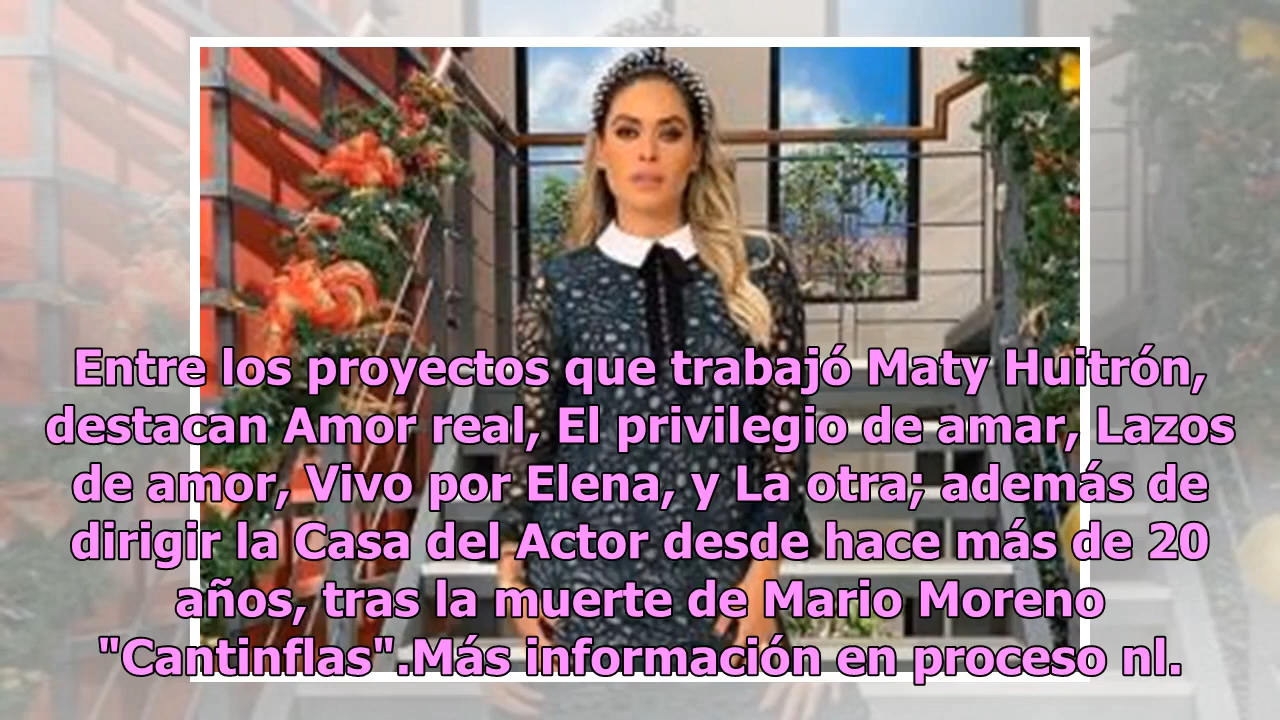 Entre los proyectos que trabajó Maty Huitrón,
destacan Amor real, El privilegio de amar, Lazos
de amor, Vivo por Elena, y La otra; además de
dirigir la Casa del Actor desde hace más de 20
años, tras la muerte de Mario Moreno
"Cantinflas".Más información en proceso nl.